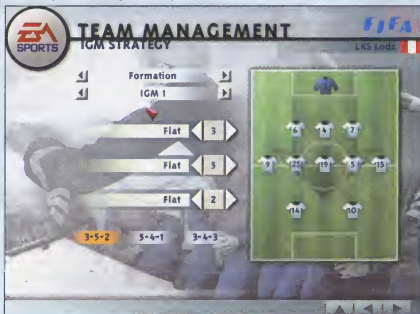 EA SPORTS
TEAM MANAGEMENT
IGM STRATEGY
FIFA
LKS Lodz
Formation
IGM 1
Flat 3
Flat 5
Flat 2
3-5-2 5-4-1 3-4-3
6 4 7
9 25 19 5 15
14 10